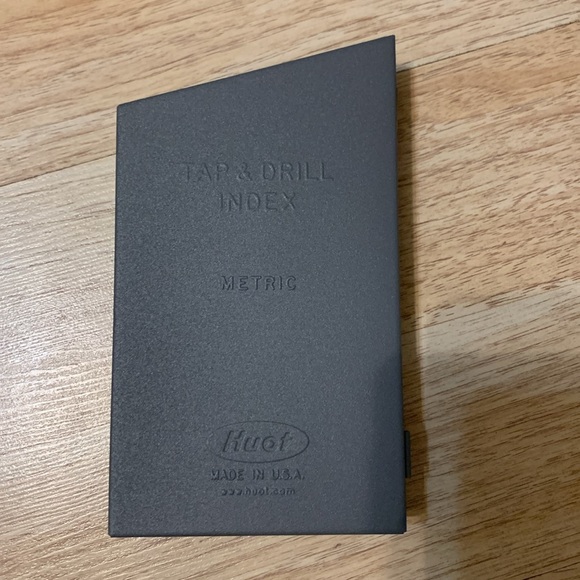 TAP & DRILL
INDEX
METRIC
Huot
MADE IN U.S.A.
www.huot.com